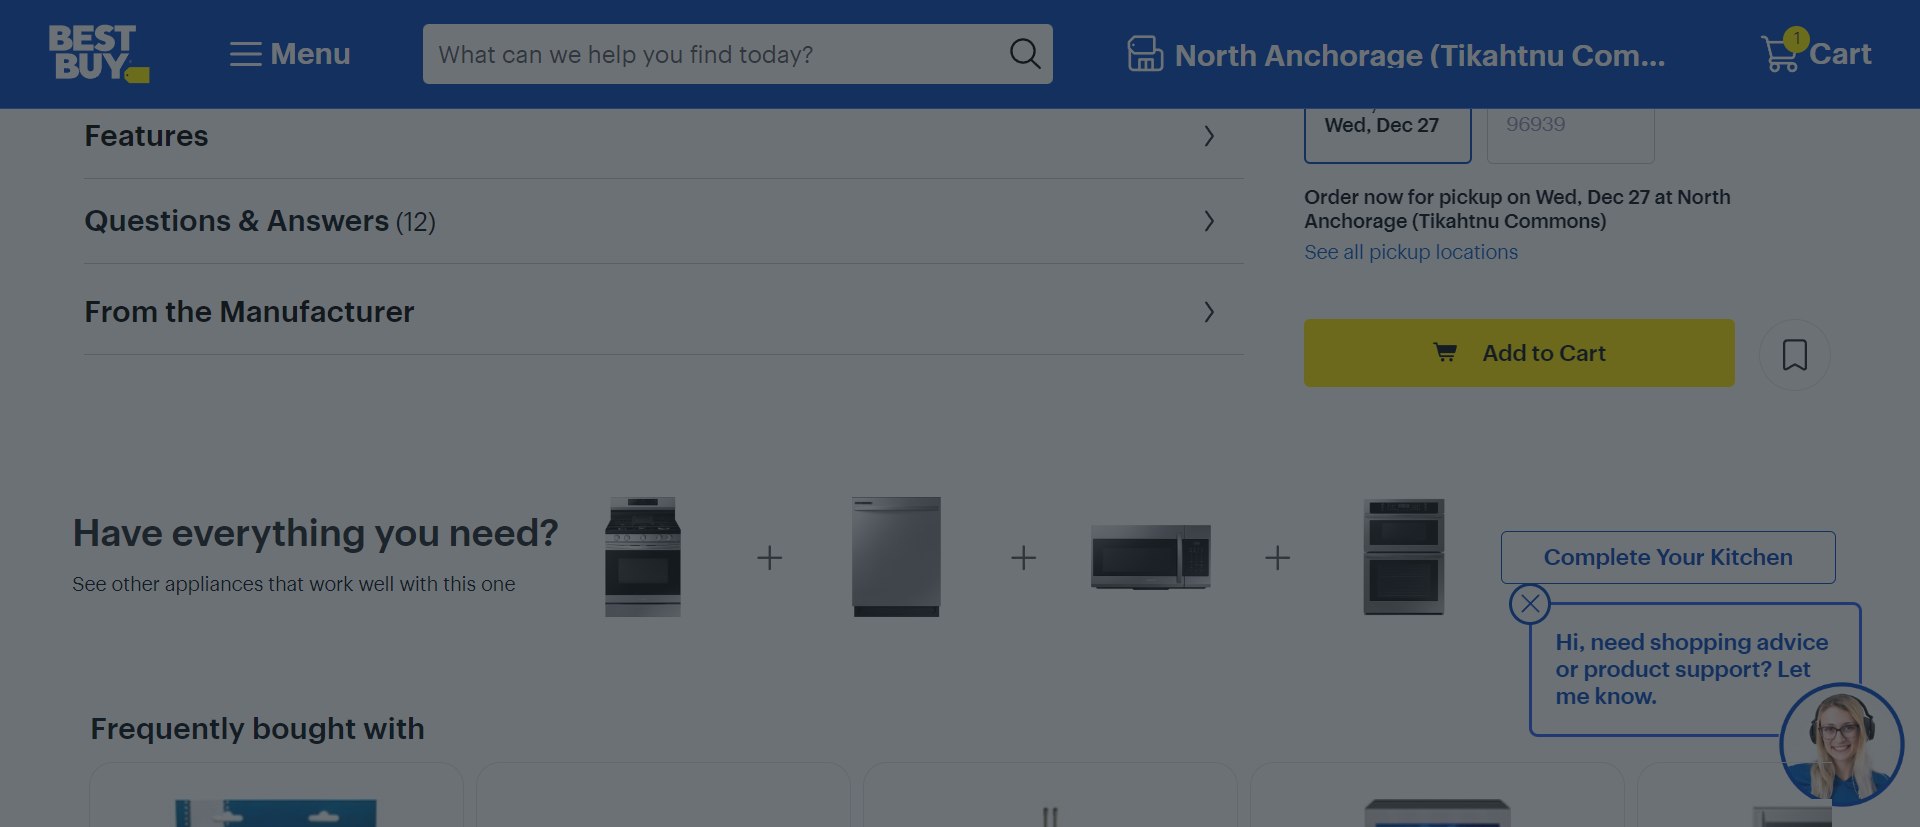 BEST
BUY
Menu
What can we help you find today?
North Anchorage (Tikahtnu Com...
1
Cart
Features
Wed, Dec 27
96939
Questions & Answers (12)
Order now for pickup on Wed, Dec 27 at North
Anchorage (Tikahtnu Commons)
See all pickup locations
From the Manufacturer
Add to Cart
Have everything you need?
See other appliances that work well with this one
Complete Your Kitchen
Hi, need shopping advice
or product support? Let
me know.
Frequently bought with